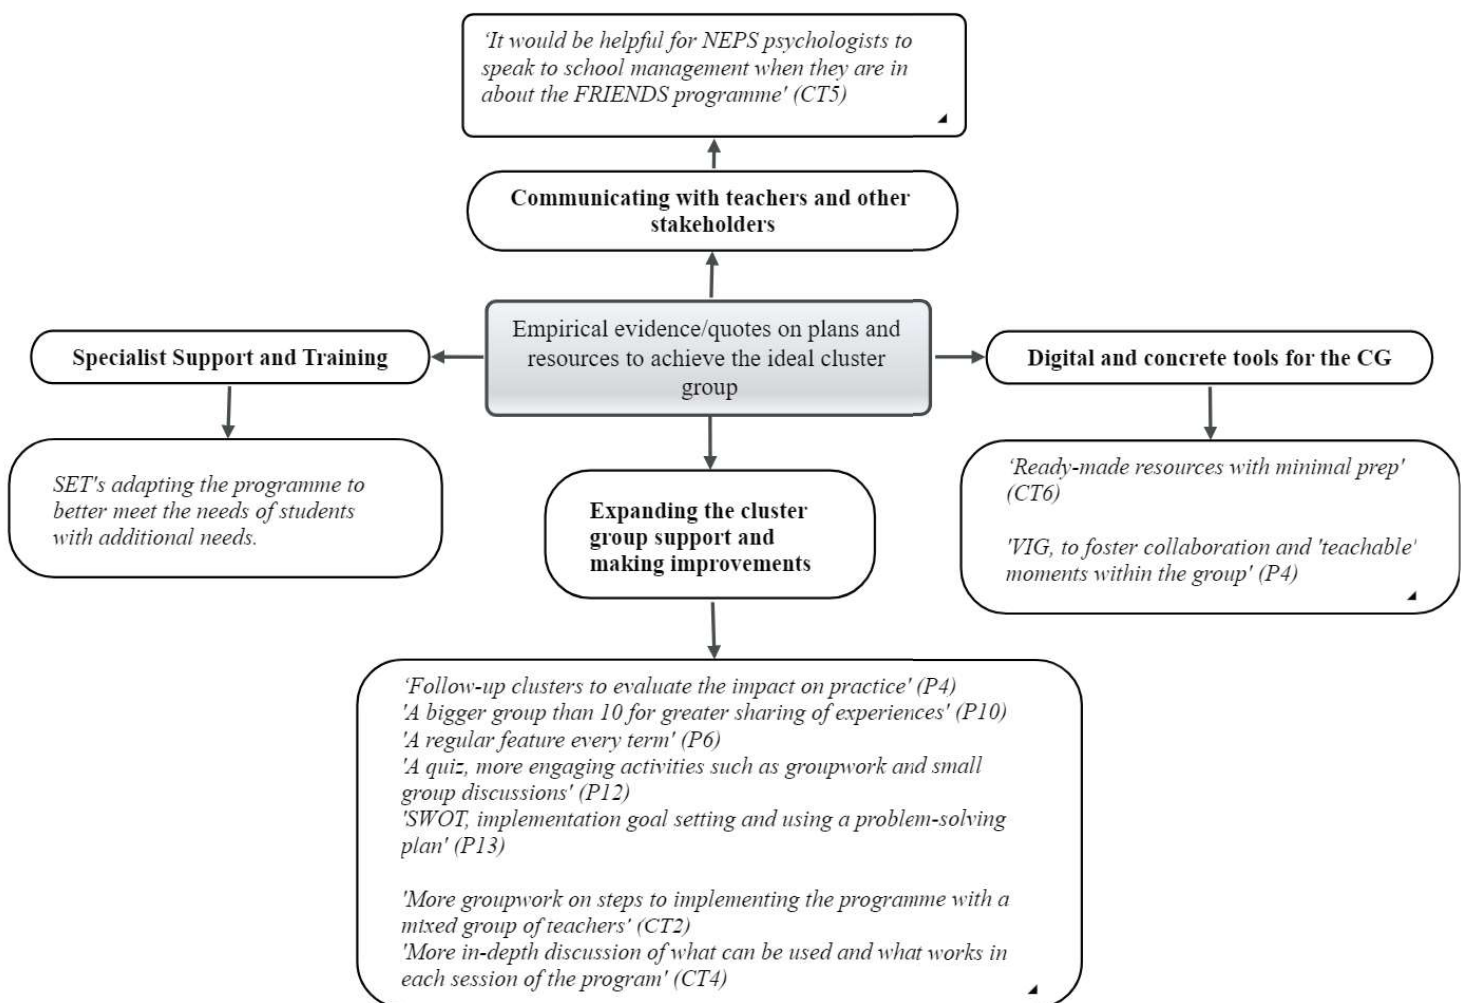 ‘It would be helpful for NEPS psychologists to
speak to school management when they are in
about the FRIENDS programme' (CT5)
Communicating with teachers and other
stakeholders
Empirical evidence/quotes on plans and
resources to achieve the ideal cluster
group
Specialist Support and Training
SET's adapting the programme to
better meet the needs of students
with additional needs.
Digital and concrete tools for the CG
‘Ready-made resources with minimal prep'
(CT6)
'VIG, to foster collaboration and 'teachable'
moments within the group' (P4)
Expanding the cluster
group support and
making improvements
‘Follow-up clusters to evaluate the impact on practice' (P4)
'A bigger group than 10 for greater sharing of experiences' (P10)
'A regular feature every term' (P6)
'A quiz, more engaging activities such as groupwork and small
group discussions' (P12)
'SWOT, implementation goal setting and using a problem-solving
plan' (P13)
'More groupwork on steps to implementing the programme with a
mixed group of teachers' (CT2)
'More in-depth discussion of what can be used and what works in
each session of the program' (CT4)